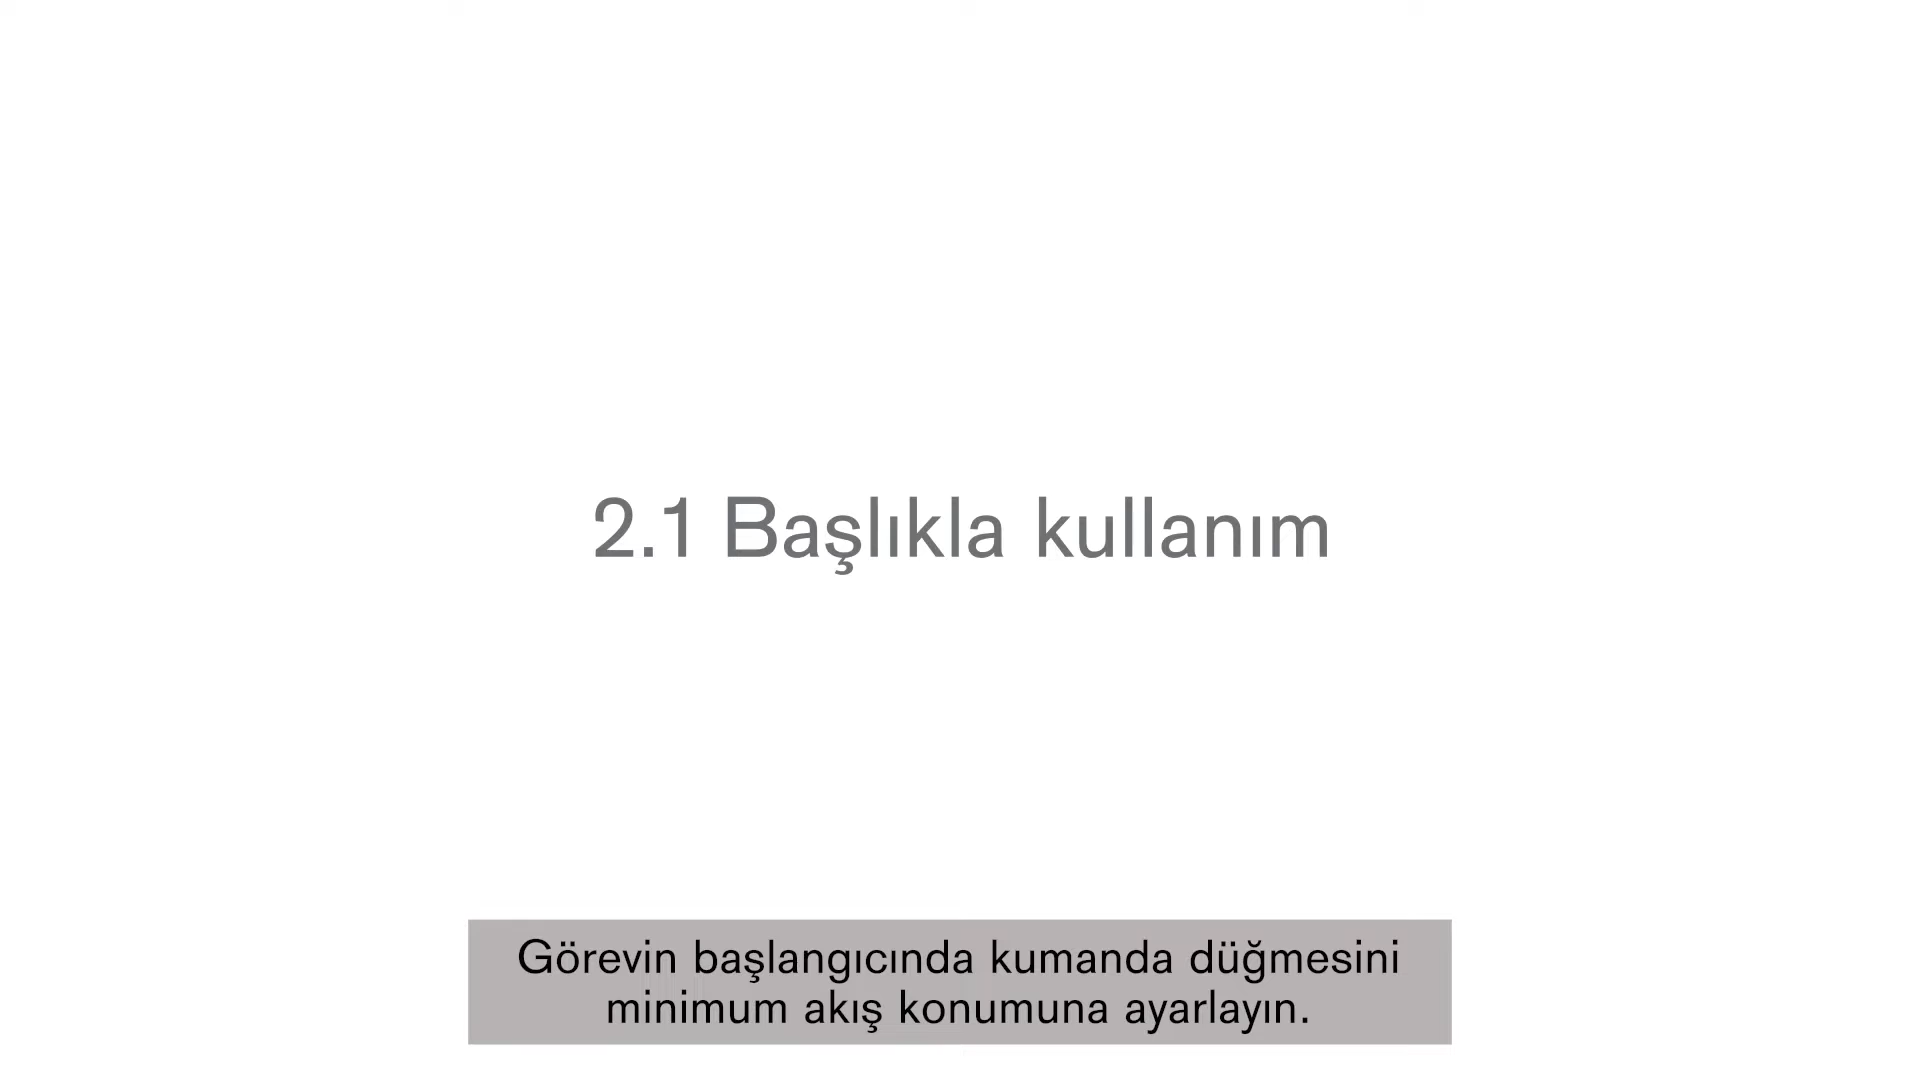 2.1 Başlıkla kullanım
Görevin başlangıcında kumanda düğmesini
minimum akış konumuna ayarlayın.